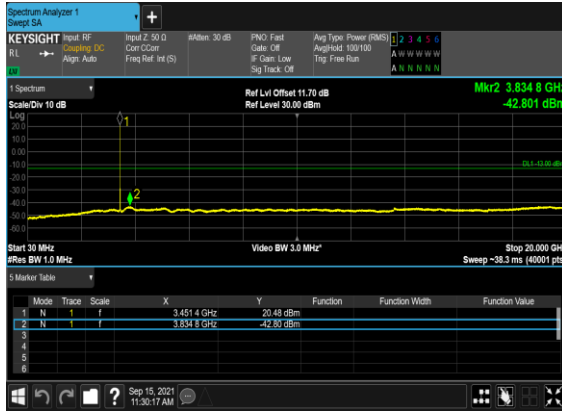 Spectrum Analyzer 1
Swept SA
+
KEYSIGHT Input: RF Input Z: 50 Ω #Atten: 30 dB PNO: Fast Avg Type: Power (RMS) 1 2 3 4 5 6
RL Coupling: DC Corr CCorr Gate: Off Avg|Hold: 100/100 A W W W W W
Align: Auto Freq Ref: Int (S) IF Gain: Low Trig: Free Run
LU Sig Track: Off A N N N N N
1 Spectrum Ref Lvl Offset 11.70 dB Mkr2 3.834 8 GHz
Scale/Div 10 dB Ref Level 30.00 dBm -42.801 dBm
Log
20.0
10.0
0.00
-10.0
-20.0
-30.0
-40.0
-50.0
-60.0
1
2
DL1 -13.00 dBm
Start 30 MHz Video BW 3.0 MHz* Stop 20.000 GHz
#Res BW 1.0 MHz Sweep ~38.3 ms (40001 pts)
5 Marker Table
Mode Trace Scale X Y Function Function Width Function Value
1 N 1 f 3.451 4 GHz 20.48 dBm
2 N 1 f 3.834 8 GHz -42.80 dBm
3
4
5
6
? Sep 15, 2021
11:30:17 AM